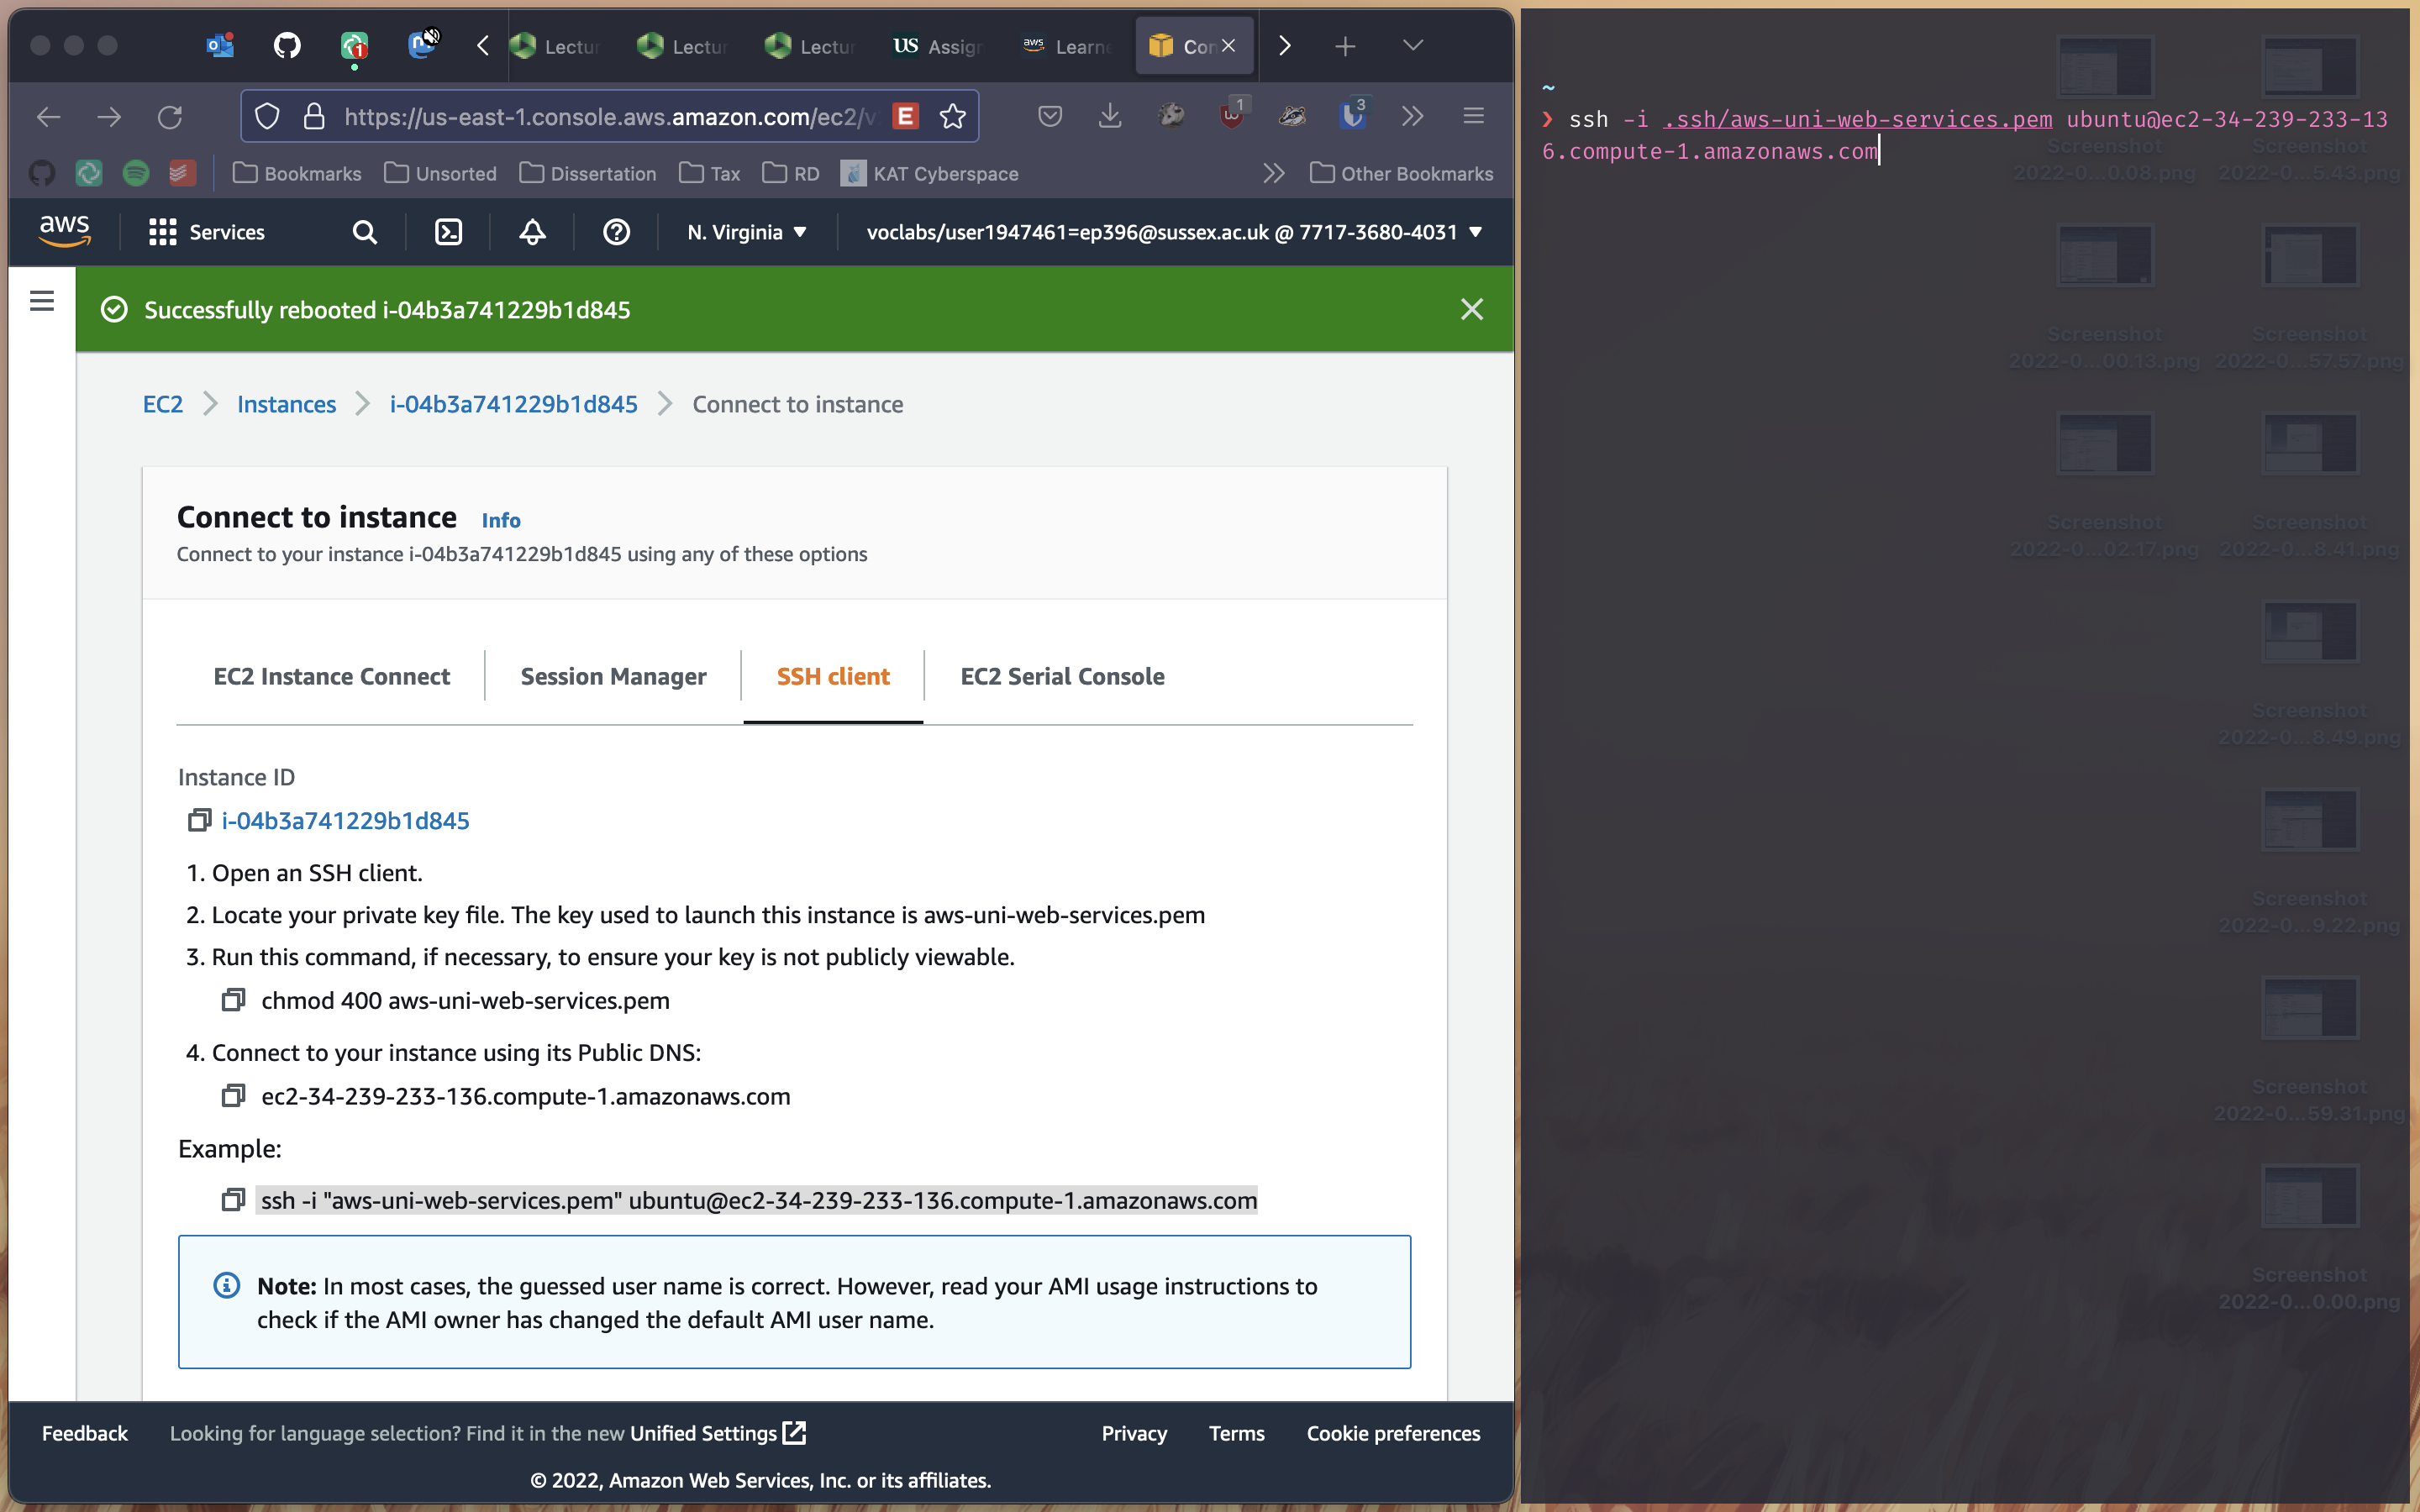 Lectur
Lectur
Lectur
US Assig
aws Learne
Con
https://us-east-1.console.aws.amazon.com/ec2/v
E
1
3
Bookmarks
Unsorted
Dissertation
Tax
RD
KAT Cyberspace
Other Bookmarks
aws
Services
N. Virginia
voclabs/user1947461=ep396@sussex.ac.uk @ 7717-3680-4031
Successfully rebooted i-04b3a741229b1d845
EC2
Instances
i-04b3a741229b1d845
Connect to instance
Connect to instance Info
Connect to your instance i-04b3a741229b1d845 using any of these options
EC2 Instance Connect
Session Manager
SSH client
EC2 Serial Console
Instance ID
i-04b3a741229b1d845
1. Open an SSH client.
2. Locate your private key file. The key used to launch this instance is aws-uni-web-services.pem
3. Run this command, if necessary, to ensure your key is not publicly viewable.
chmod 400 aws-uni-web-services.pem
4. Connect to your instance using its Public DNS:
ec2-34-239-233-136.compute-1.amazonaws.com
Example:
ssh -i "aws-uni-web-services.pem" ubuntu@ec2-34-239-233-136.compute-1.amazonaws.com
Note: In most cases, the guessed user name is correct. However, read your AMI usage instructions to
check if the AMI owner has changed the default AMI user name.
Feedback
Looking for language selection? Find it in the new Unified Settings
Privacy
Terms
Cookie preferences
© 2022, Amazon Web Services, Inc. or its affiliates.
~
❯ ssh -i .ssh/aws-uni-web-services.pem ubuntu@ec2-34-239-233-13
6.compute-1.amazonaws.com
Screenshot
2022-0...0.08.png
Screenshot
2022-0...5.43.png
Screenshot
2022-0...00.13.png
Screenshot
2022-0...57.57.png
Screenshot
2022-0...02.17.png
Screenshot
2022-0...8.41.png
Screenshot
2022-0...8.49.png
Screenshot
2022-0...9.22.png
Screenshot
2022-0...59.31.png
Screenshot
2022-0...0.00.png